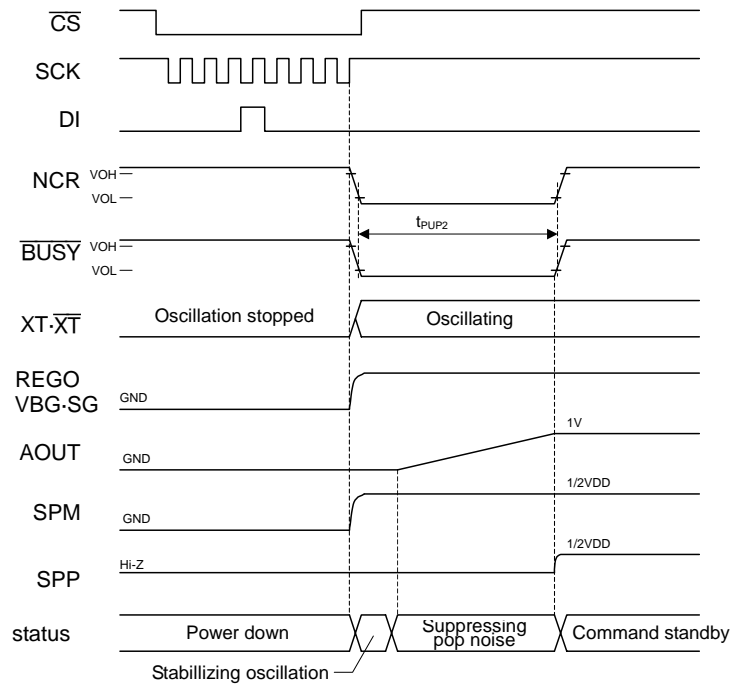 CS
SCK
DI
NCR VOH
VOL
tPUP2
BUSY VOH
VOL
XT·XT Oscillation stopped Oscillating
REGO
VBG·SG GND
1V
AOUT GND
1/2VDD
SPM GND
1/2VDD
Hi-Z
SPP
status Power down Suppressing pop noise Command standby
Stabillizing oscillation